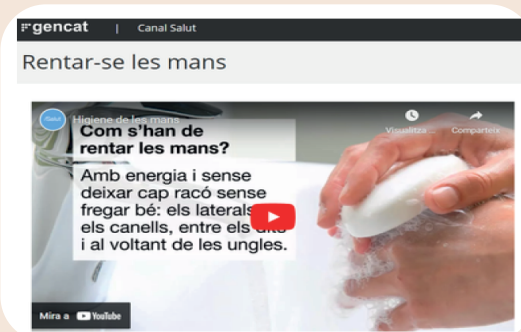 gencat | Canal Salut
Rentar-se les mans
Higiene de les mans
Visualitza ... Comparteix
Com s'han de
rentar les mans?
Amb energia i sense
deixar cap racó sense
fregar bé: els laterals
els canells, entre els
i al voltant de les ungles.
Mira a YouTube